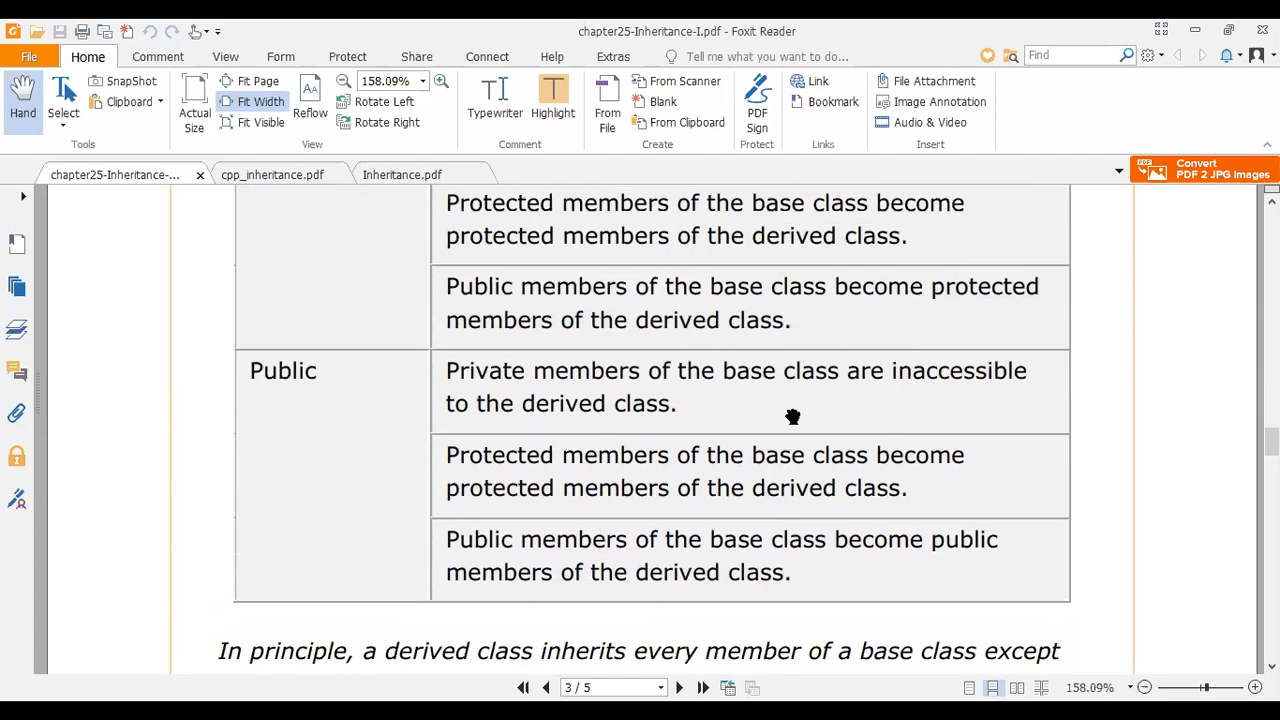 chapter25-Inheritance-I.pdf - Foxit Reader
File Home Comment View Form Protect Share Connect Help Extras Tell me what you want to do... Find
Hand
Select
SnapShot
Clipboard
Tools
Actual Size
Fit Page
Fit Width
Fit Visible
Reflow
158.09%
Rotate Left
Rotate Right
View
Typewriter
Highlight
Comment
From File
From Scanner
Blank
From Clipboard
Create
PDF Sign
Protect
Link
Bookmark
Links
File Attachment
Image Annotation
Audio & Video
Insert
chapter25-Inheritance-... cpp_inheritance.pdf Inheritance.pdf
Convert
PDF 2 JPG Images
Protected members of the base class become
protected members of the derived class.
Public members of the base class become protected
members of the derived class.
Public
Private members of the base class are inaccessible
to the derived class.
Protected members of the base class become
protected members of the derived class.
Public members of the base class become public
members of the derived class.
In principle, a derived class inherits every member of a base class except
3 / 5
158.09%